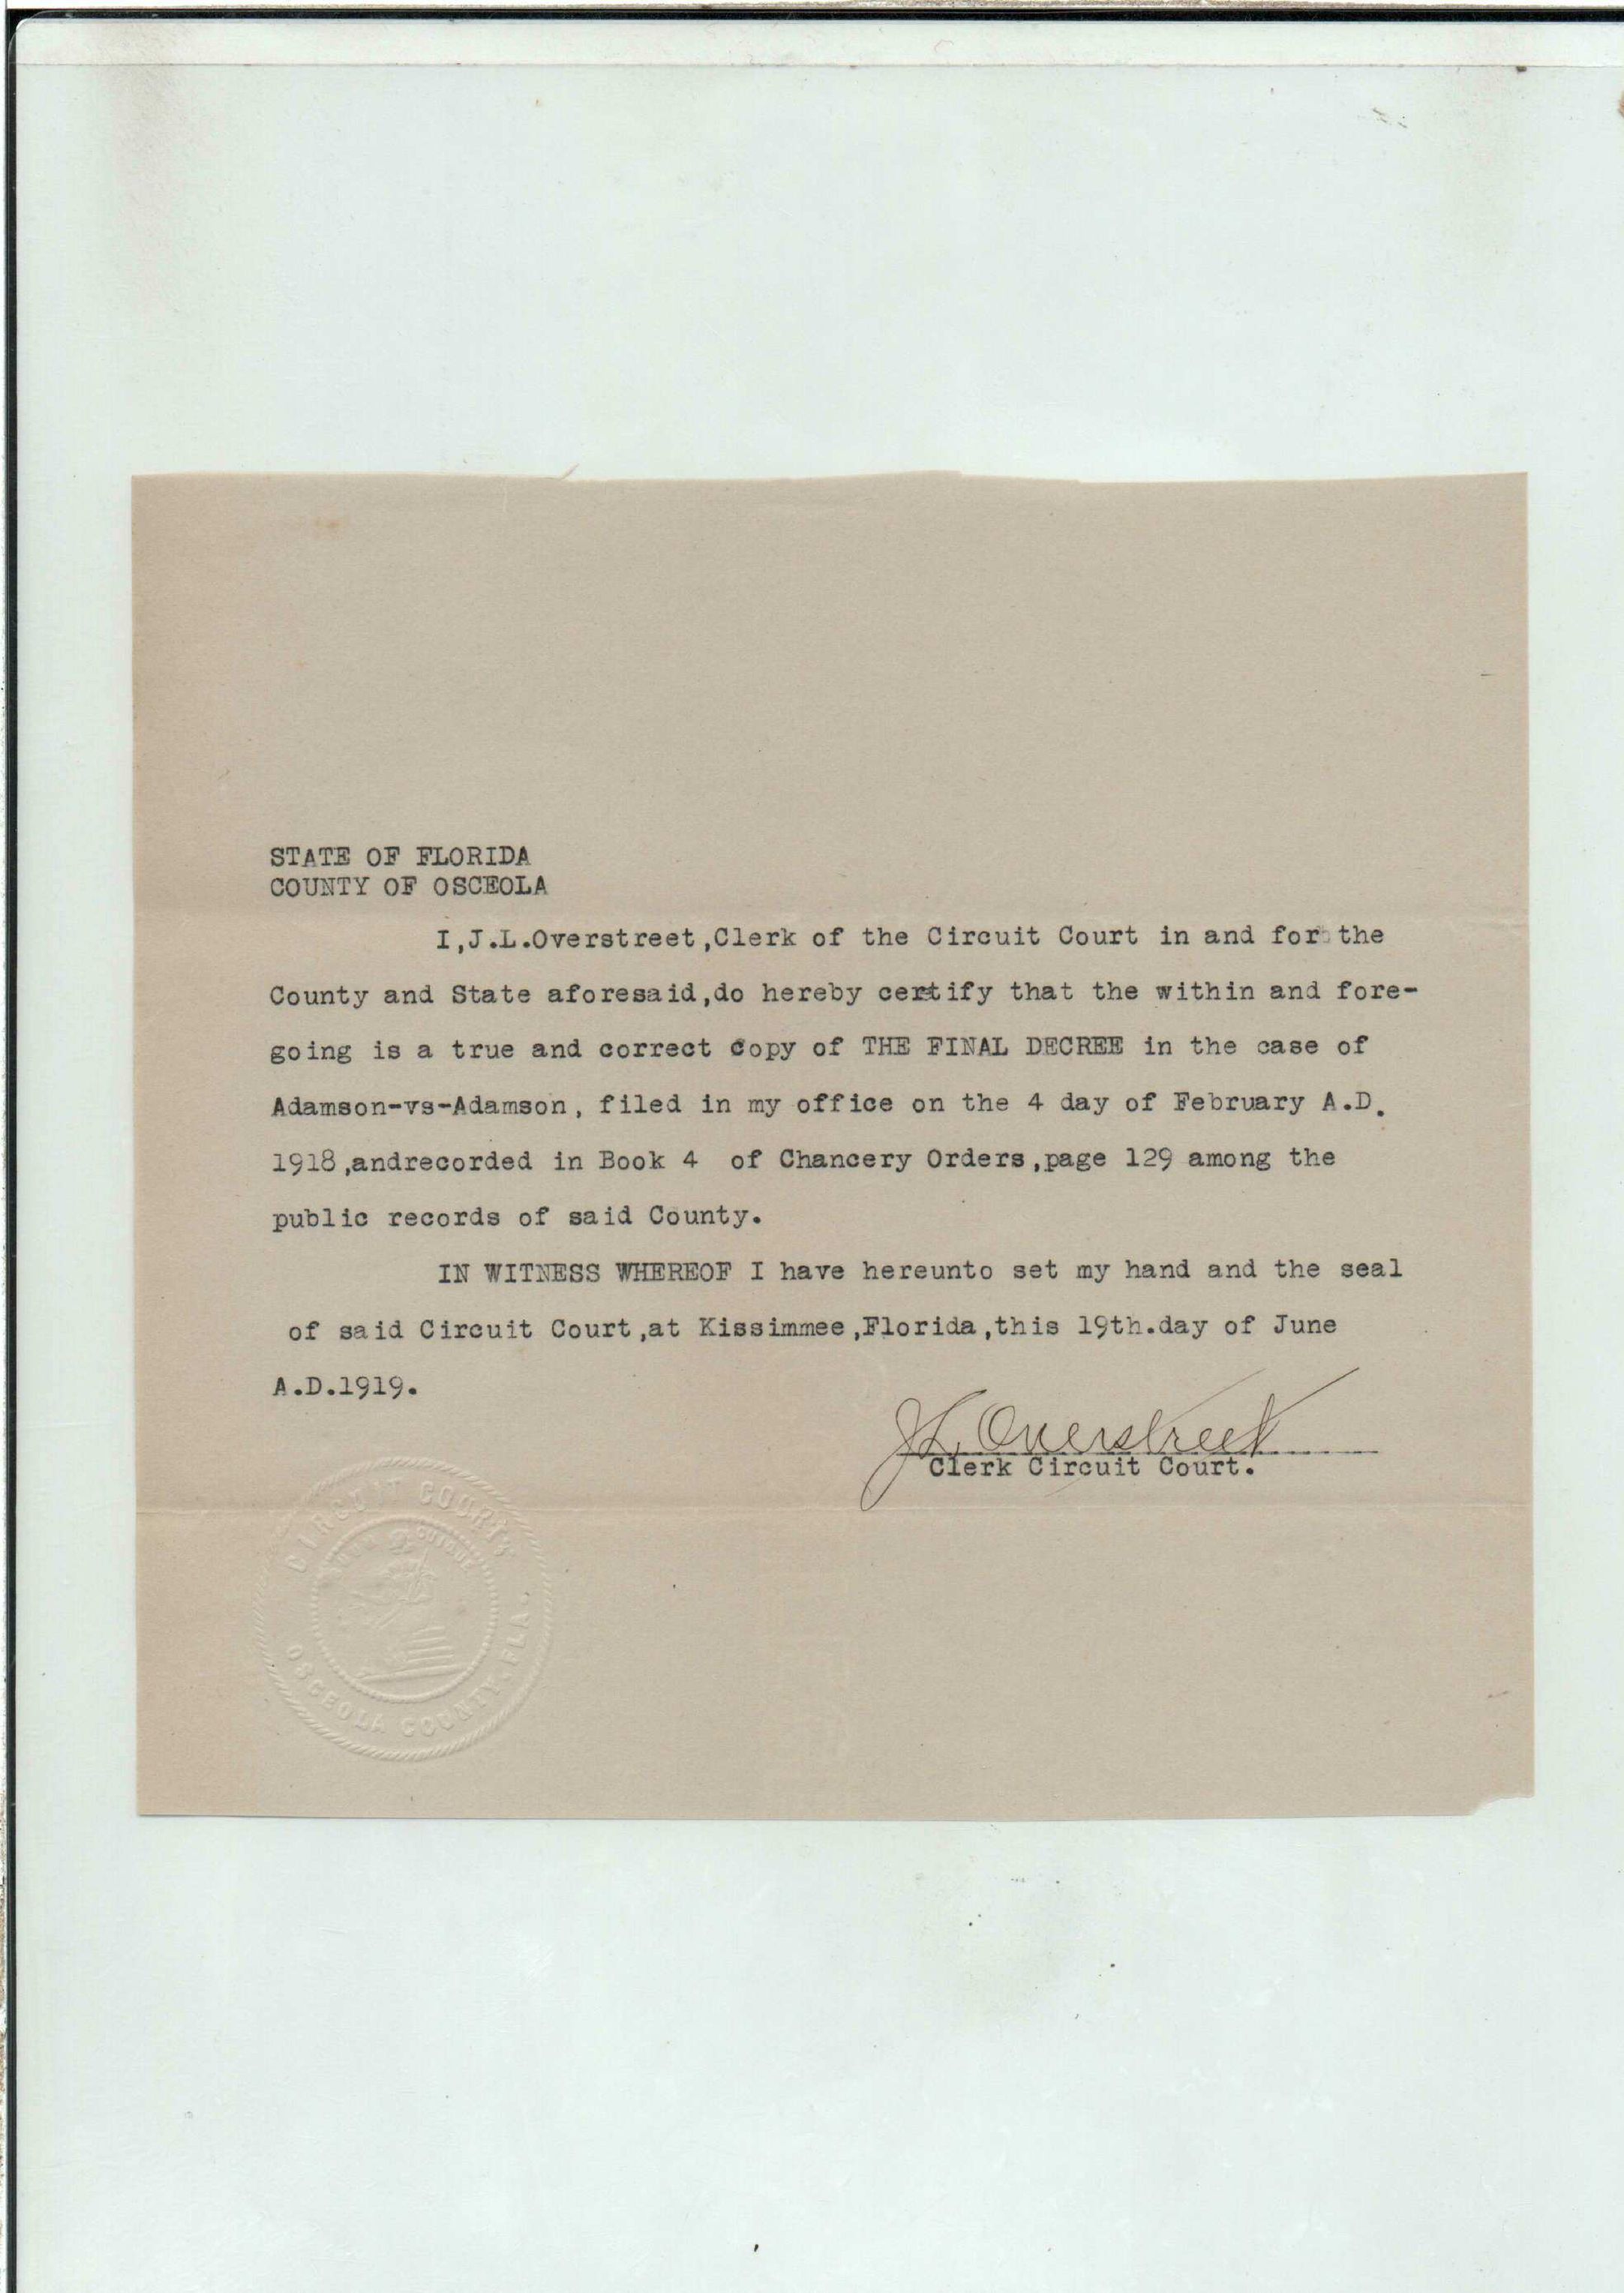 STATE OF FLORIDA
COUNTY OF OSCEOLA
I,J.L.Overstreet,Clerk of the Circuit Court in and for the
County and State aforesaid,do hereby certify that the within and fore-
going is a true and correct copy of THE FINAL DECREE in the case of
Adamson-vs-Adamson, filed in my office on the 4 day of February A.D.
1918,andrecorded in Book 4 of Chancery Orders,page 129 among the
public records of said County.
IN WITNESS WHEREOF I have hereunto set my hand and the seal
of said Circuit Court,at Kissimmee,Florida,this 19th.day of June
A.D.1919.
J.L. Overstreet
Clerk Circuit Court.
CIRCUIT COURT
SUUM CUIQUE
OSCEOLA COUNTY, FLA.